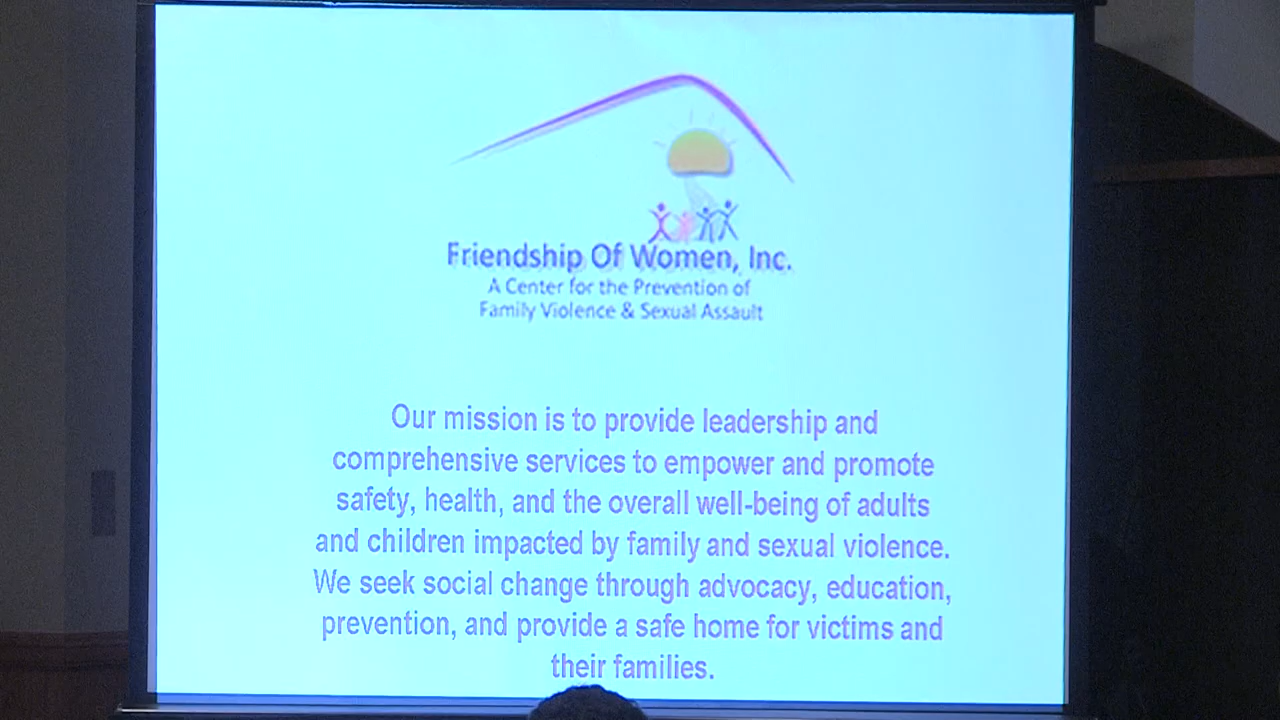 Friendship Of Women, Inc.
A Center for the Prevention of
Family Violence & Sexual Assault
Our mission is to provide leadership and
comprehensive services to empower and promote
safety, health, and the overall well-being of adults
and children impacted by family and sexual violence.
We seek social change through advocacy, education,
prevention, and provide a safe home for victims and
their families.